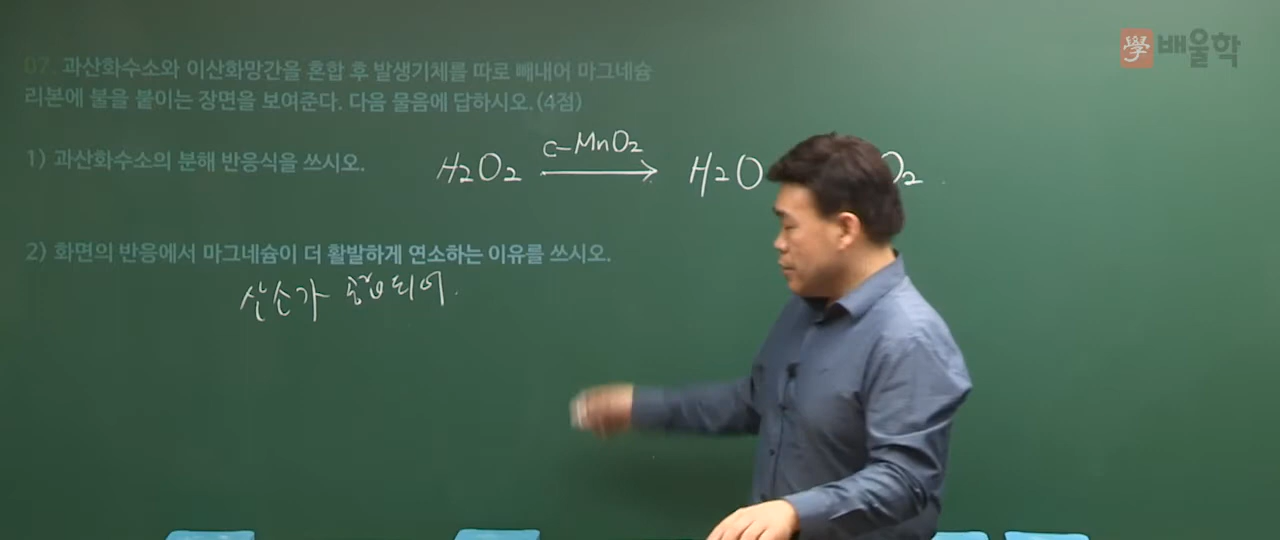 學 배울학
07. 과산화수소와 이산화망간을 혼합 후 발생기체를 따로 빼내어 마그네슘
리본에 불을 붙이는 장면을 보여준다. 다음 물음에 답하시오.(4점)
1) 과산화수소의 분해 반응식을 쓰시오.
H₂O₂ MnO₂ → H₂O O₂
2) 화면의 반응에서 마그네슘이 더 활발하게 연소하는 이유를 쓰시오.
산소가